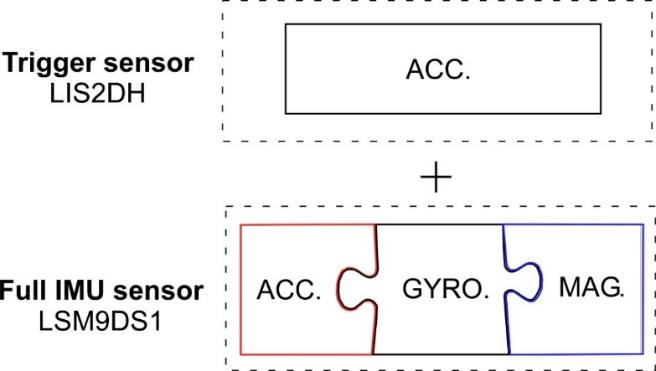 Trigger sensor
LIS2DH
ACC.
+
Full IMU sensor
LSM9DS1
ACC.
GYRO.
MAG.